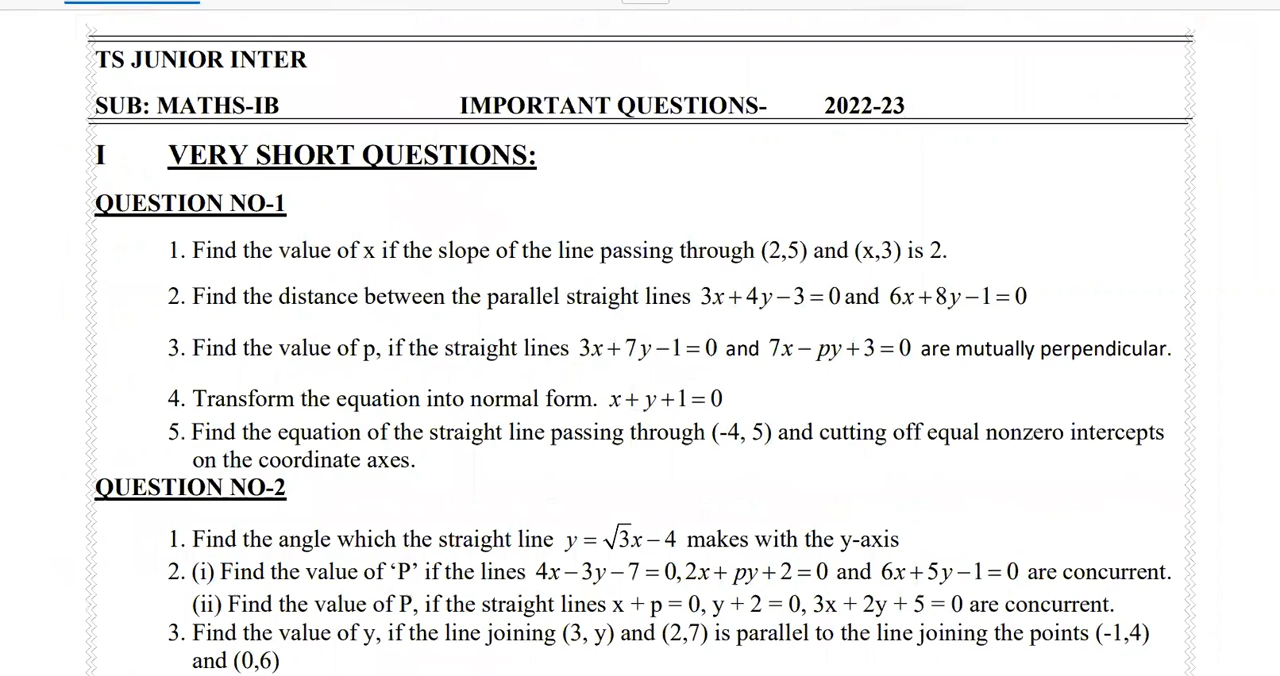 TS JUNIOR INTER
SUB: MATHS-IB IMPORTANT QUESTIONS- 2022-23
I VERY SHORT QUESTIONS:
QUESTION NO-1
1. Find the value of x if the slope of the line passing through (2,5) and (x,3) is 2.
2. Find the distance between the parallel straight lines 3x+4y−3=0 and 6x+8y−1=0
3. Find the value of p, if the straight lines 3x+7y−1=0 and 7x−py+3=0 are mutually perpendicular.
4. Transform the equation into normal form. x+y+1=0
5. Find the equation of the straight line passing through (-4, 5) and cutting off equal nonzero intercepts
on the coordinate axes.
QUESTION NO-2
1. Find the angle which the straight line y=√3x−4 makes with the y-axis
2. (i) Find the value of ‘P’ if the lines 4x−3y−7=0, 2x+py+2=0 and 6x+5y−1=0 are concurrent.
(ii) Find the value of P, if the straight lines x + p = 0, y + 2 = 0, 3x + 2y + 5 = 0 are concurrent.
3. Find the value of y, if the line joining (3, y) and (2,7) is parallel to the line joining the points (-1,4)
and (0,6)